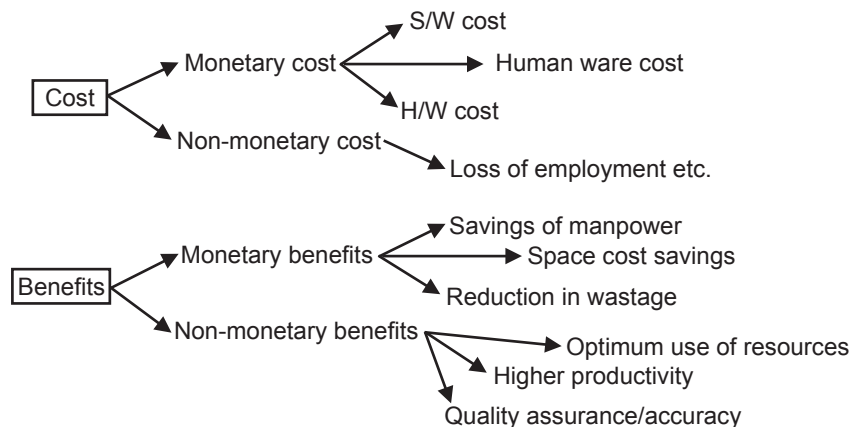 S/W cost
Monetary cost
Human ware cost
Cost
H/W cost
Non-monetary cost
Loss of employment etc.
Savings of manpower
Monetary benefits
Space cost savings
Benefits
Reduction in wastage
Non-monetary benefits
Optimum use of resources
Higher productivity
Quality assurance/accuracy